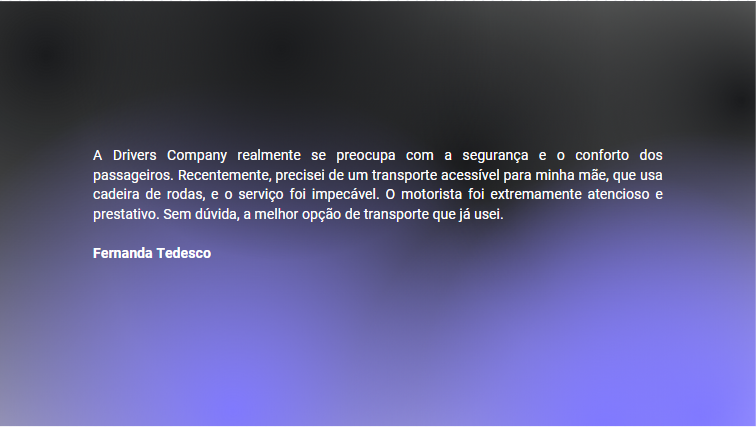 A Drivers Company realmente se preocupa com a segurança e o conforto dos
passageiros. Recentemente, precisei de um transporte acessível para minha mãe, que usa
cadeira de rodas, e o serviço foi impecável. O motorista foi extremamente atencioso e
prestativo. Sem dúvida, a melhor opção de transporte que já usei.
Fernanda Tedesco